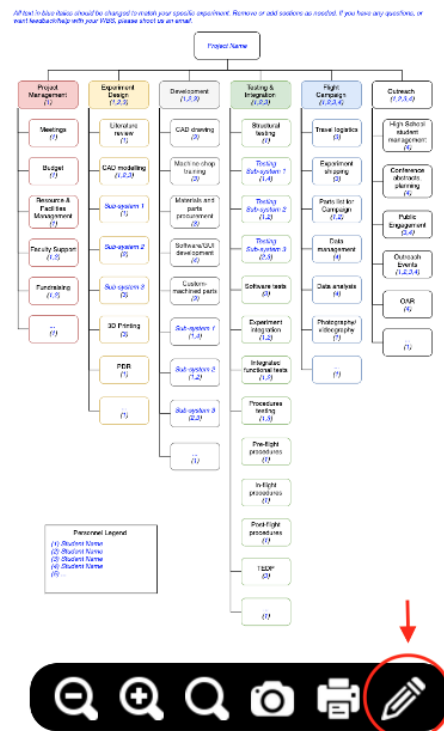 All text in blue italics should be changed to match your specific experiment. Remove or add sections as needed. If you have any questions, or
want feedback/help with your WBS, please shoot us an email.
Project Name
Project
Management
(1)
Meetings
(1)
Budget
(1)
Resource &
Facilities
Management
(1)
Faculty Support
(1,2)
Fundraising
(1,2)
...
(1)
Experiment
Design
(1,2,3)
Literature
review
(1)
CAD modelling
(1,2,3)
Sub-system 1
(1)
Sub-system 2
(2)
Sub-system 3
(3)
3D Printing
(3)
PDR
(1)
...
(1)
Development
(1,2,3)
CAD drawing
(3)
Machine shop
training
(3)
Materials and
parts
procurement
(3)
Software/GUI
development
(4)
Custom-
machined parts
(3)
Sub-system 1
(1,4)
Sub-system 2
(1,2)
Sub-system 3
(2,3)
...
(1)
Testing &
Integration
(1,2,3)
Structural
testing
(1)
Testing
Sub-system 1
(1,4)
Testing
Sub-system 2
(1,2)
Testing
Sub-system 3
(2,3)
Software tests
(3)
Experiment
integration
(1,2)
Integrated
functional tests
(1,2)
Procedures
testing
(1,3)
Pre-flight
procedures
(1)
In-flight
procedures
(1)
Post-flight
procedures
(1)
TEDP
(3)
...
(1)
Flight
Campaign
(1,2,3,4)
Travel logistics
(3)
Experiment
shipping
(3)
Parts list for
Campaign
(1,2)
Data
management
(4)
Data analysis
(4)
Photography/
videography
(1)
...
(1)
Outreach
(1,2,3,4)
High School
student
management
(4)
Conference
abstracts
planning
(4)
Public
Engagement
(3,4)
Outreach
Events
(1,2,3,4)
OAR
(4)
...
(1)
Personnel Legend
(1) Student Name
(2) Student Name
(3) Student Name
(4) Student Name
(5) ...